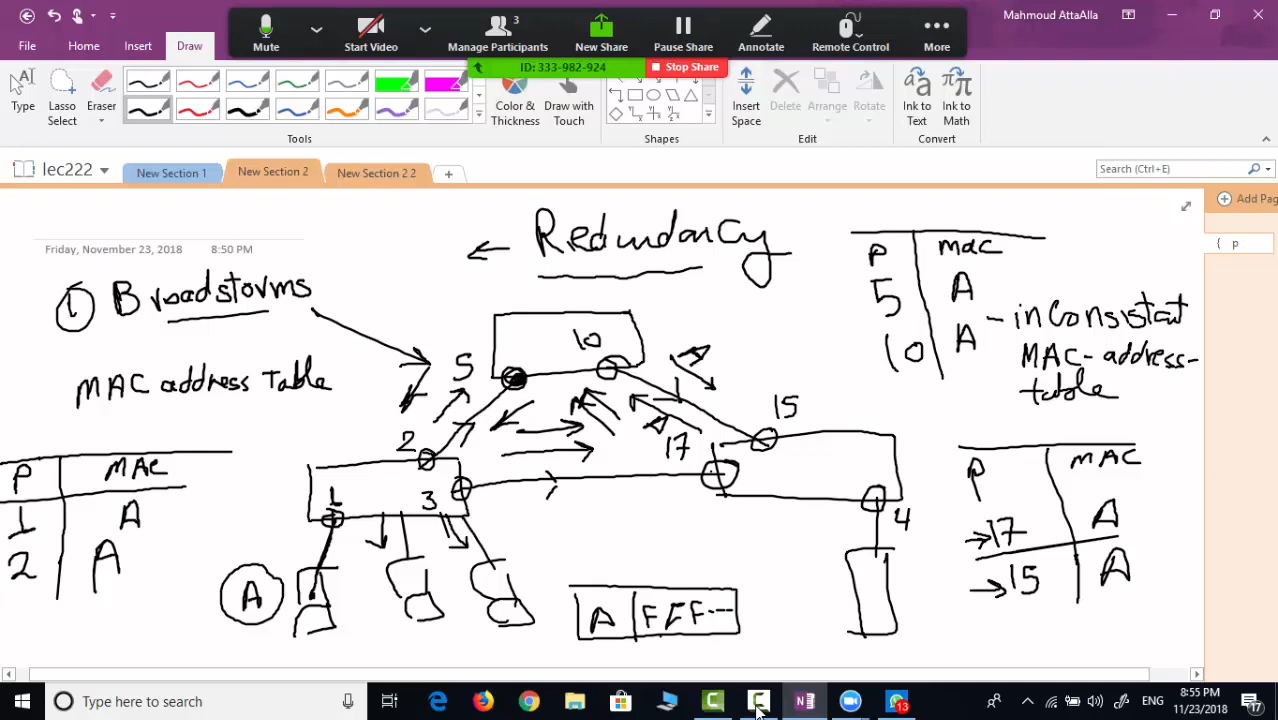 Mahmoud AttaAlla
File Home Insert Draw
Mute
Start Video
3
Manage Participants
New Share
Pause Share
Annotate
Remote Control
More
ID: 333-982-924
Stop Share
Type
Lasso Select
Eraser
Color & Thickness
Draw with Touch
Insert Space
Delete
Arrange
Rotate
Ink to Text
Ink to Math
Tools
Shapes
Edit
Convert
lec222
New Section 1
New Section 2
New Section 2 2
Search (Ctrl+E)
Add Pag
{ p
Friday, November 23, 2018 8:50 PM
Redundancy
① Broadstorms
MAC address Table
P MAC
5 A
10 A
- inconsistant
MAC-address-
table
10
5
15
2
17
1
3
4
P MAC
1 A
2 A
P MAC
17 A
15 A
A
A FFF---
Type here to search
13
ENG
8:55 PM
11/23/2018
17